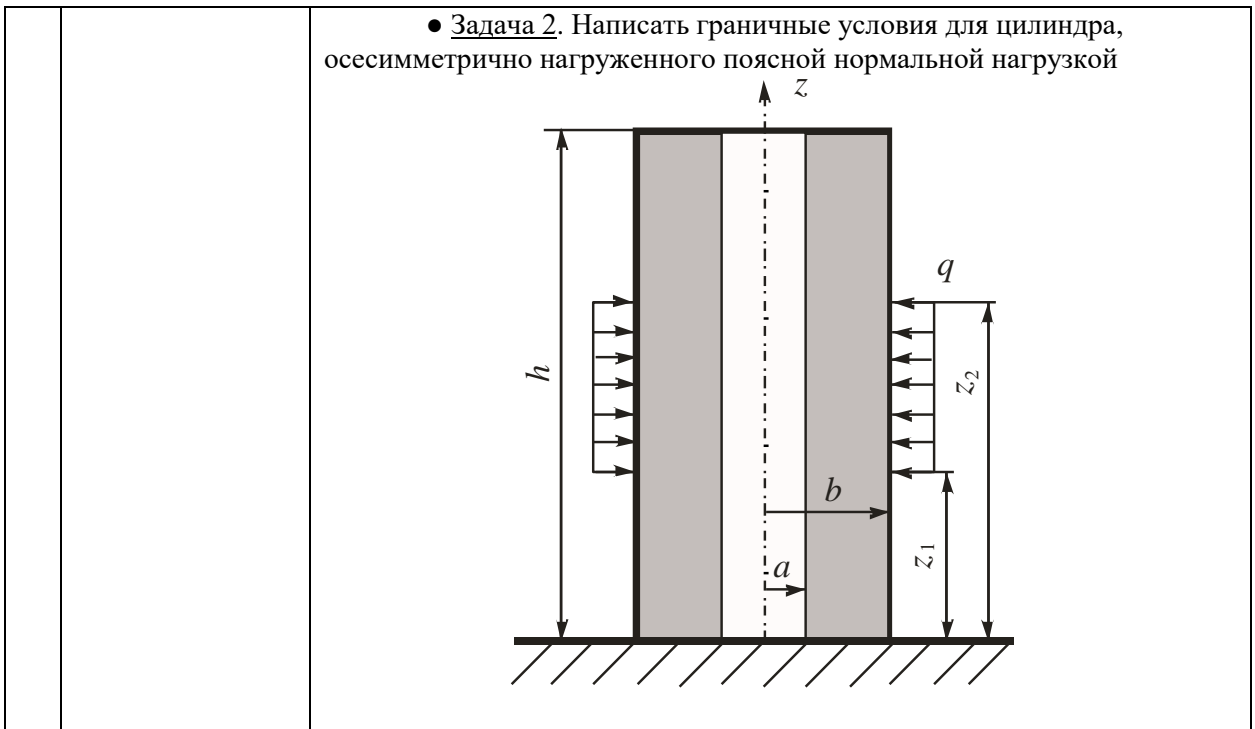 ● Задача 2. Написать граничные условия для цилиндра,
осесимметрично нагруженного поясной нормальной нагрузкой
z
q
h
z₂
b
z₁
a